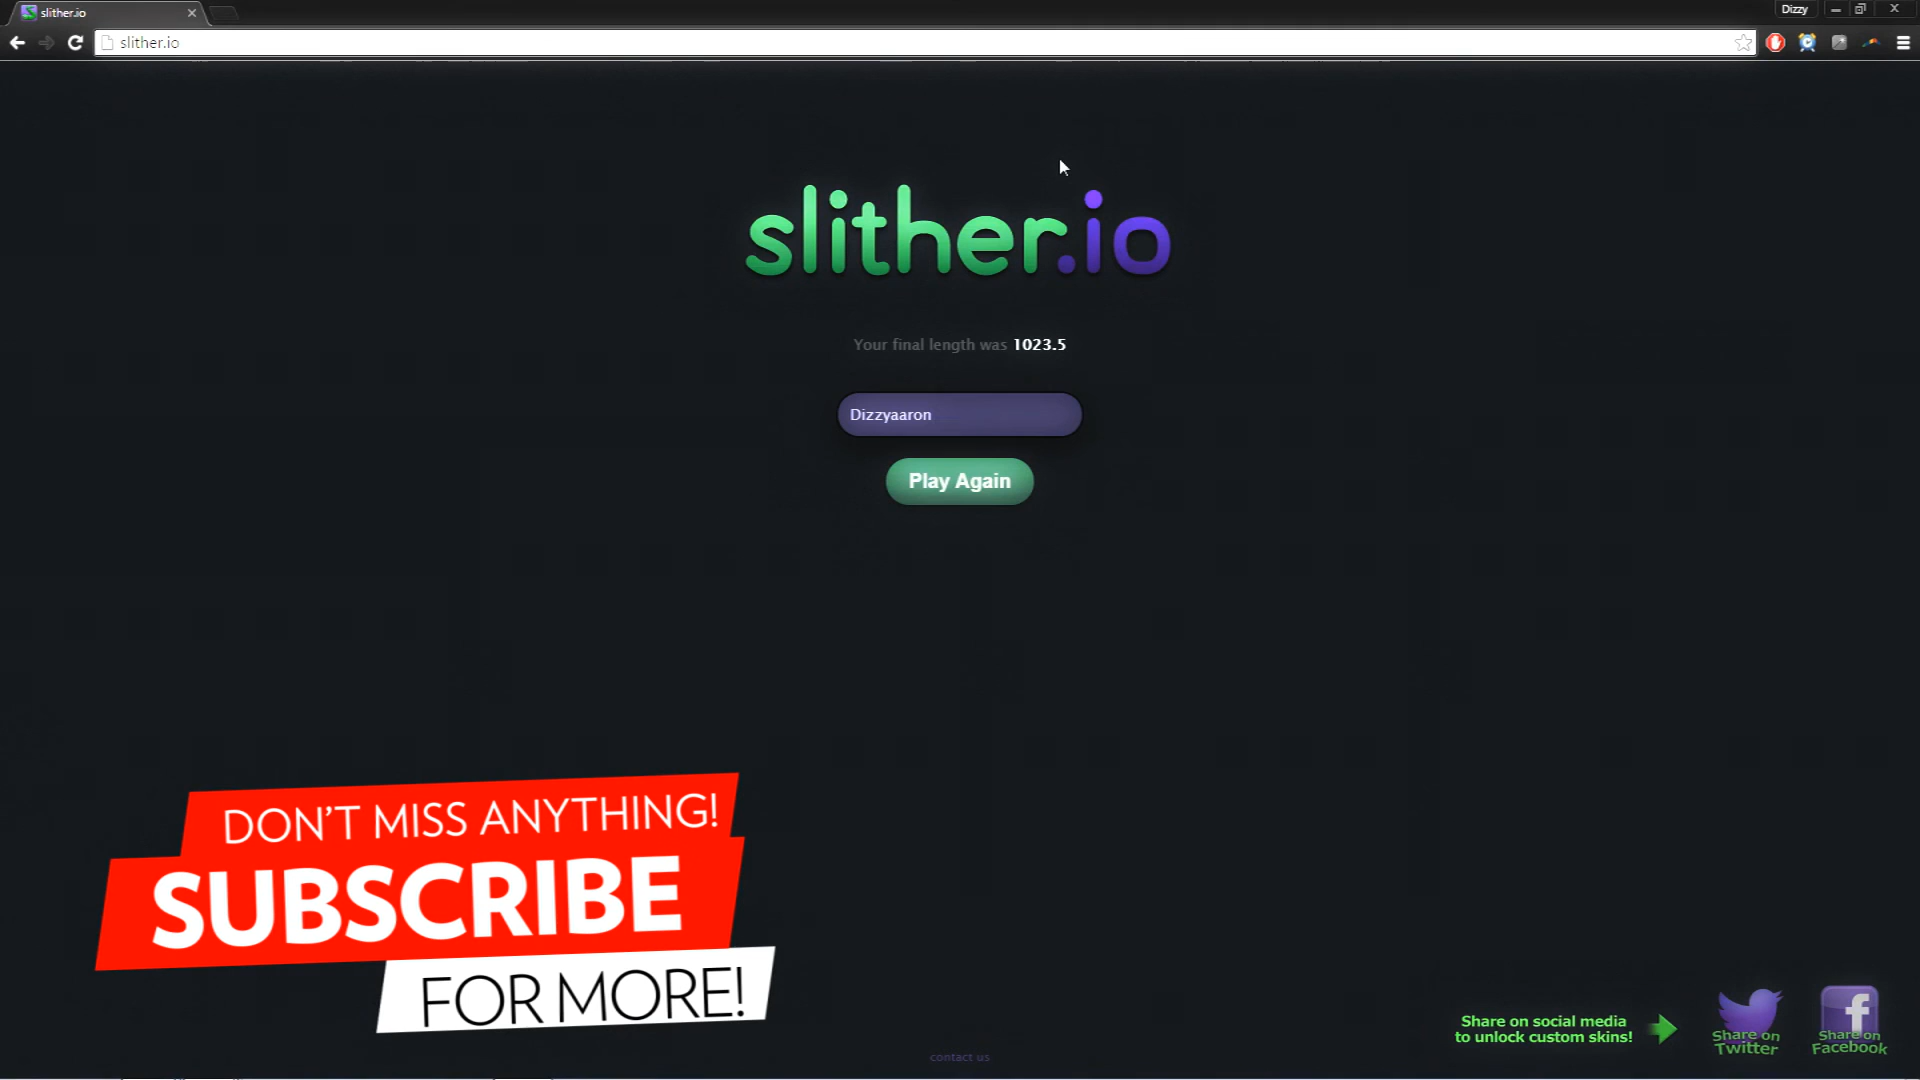 slither.io
Dizzy
slither.io
slither.io
Your final length was 1023.5
Dizzyaaron
Play Again
DON'T MISS ANYTHING!
SUBSCRIBE
FOR MORE!
Share on social media
to unlock custom skins!
Share on
Twitter
Share on
Facebook
contact us